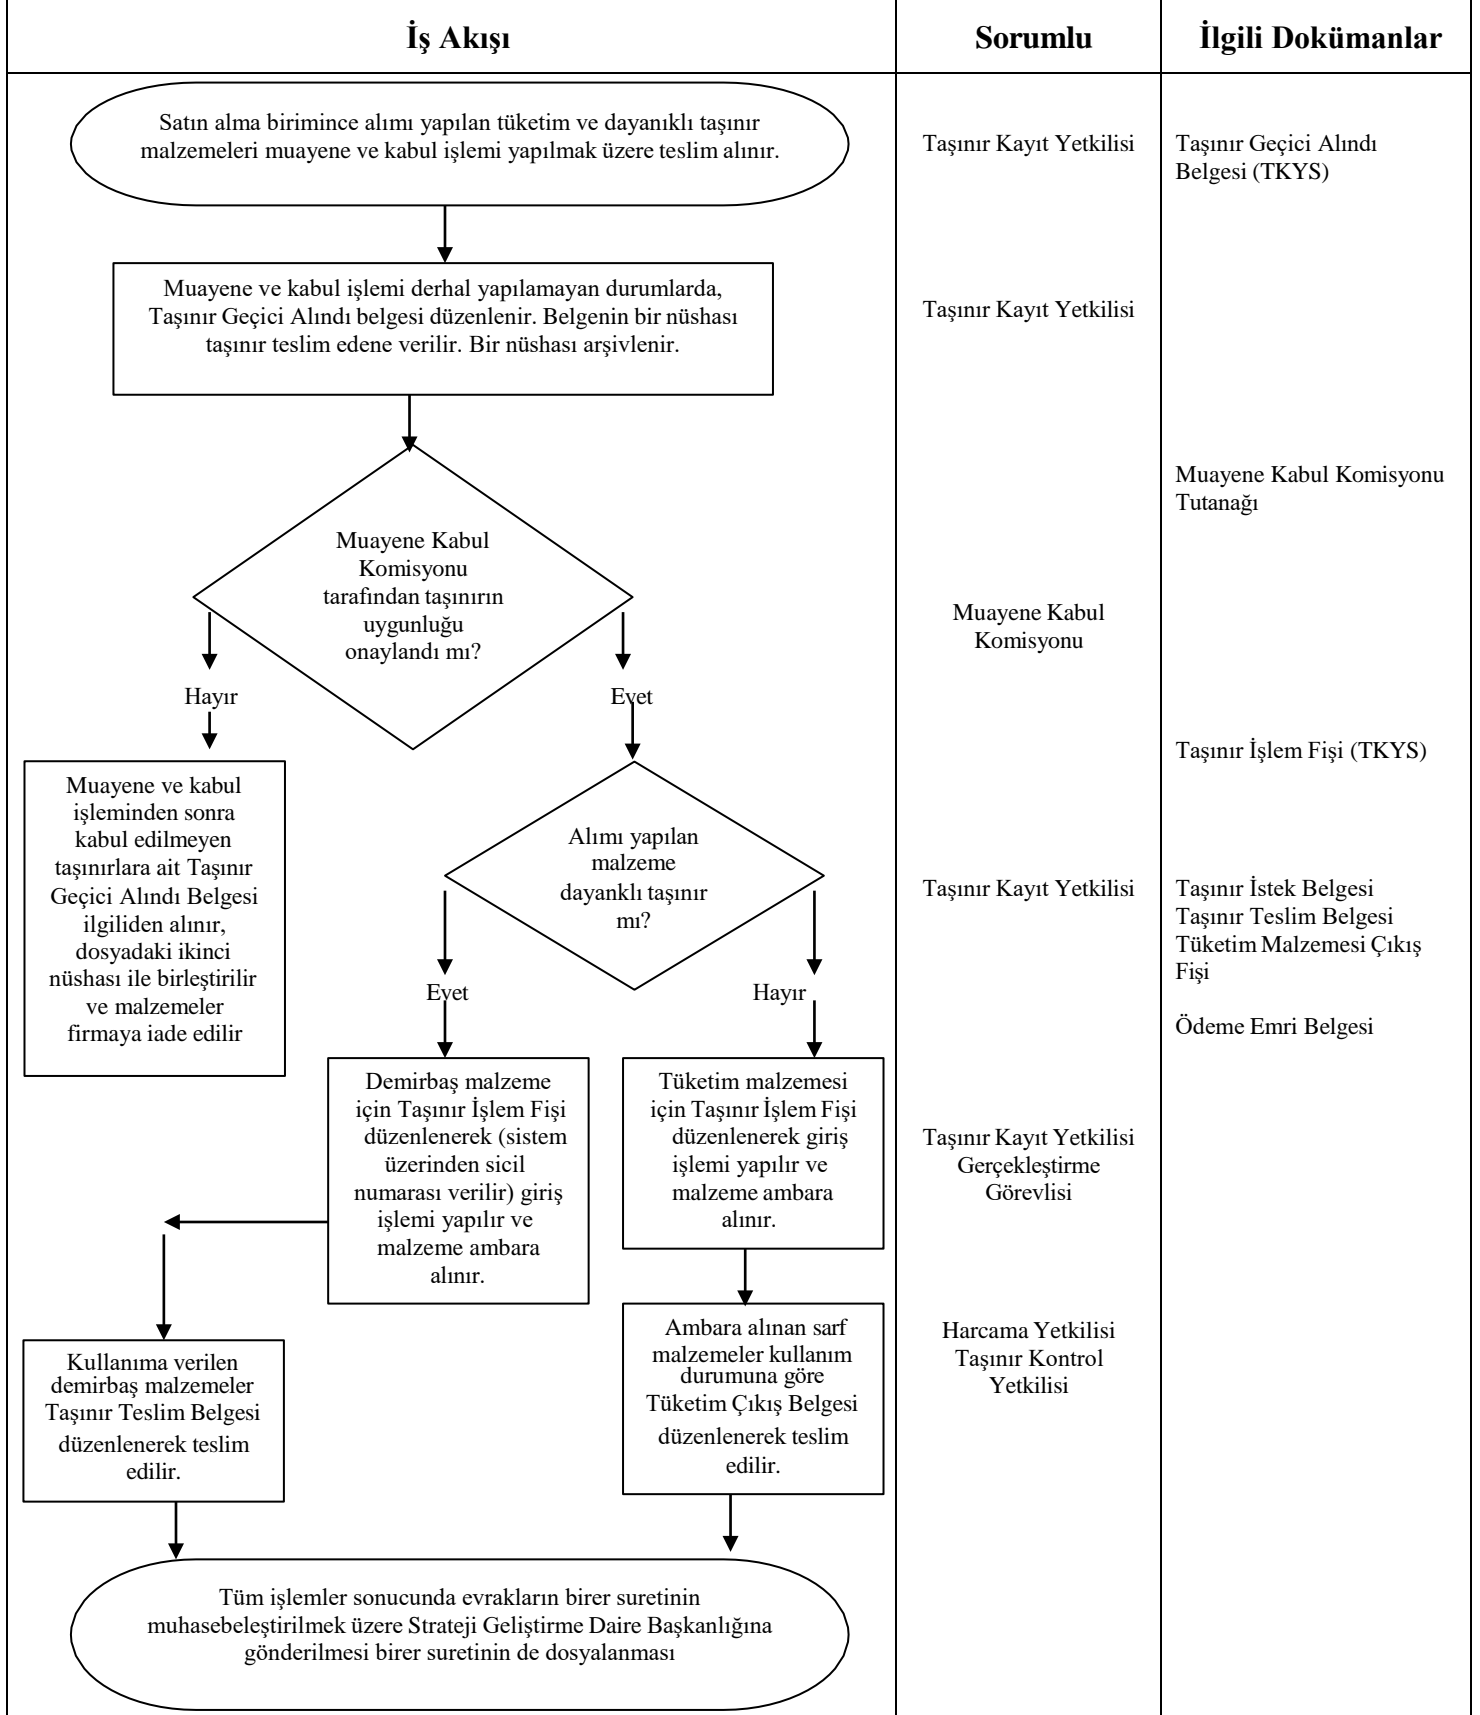 İş Akışı
Sorumlu
İlgili Dokümanlar
Satın alma birimince alımı yapılan tüketim ve dayanıklı taşınır
malzemeleri muayene ve kabul işlemi yapılmak üzere teslim alınır.
Taşınır Kayıt Yetkilisi
Taşınır Geçici Alındı
Belgesi (TKYS)
Muayene ve kabul işlemi derhal yapılamayan durumlarda,
Taşınır Geçici Alındı belgesi düzenlenir. Belgenin bir nüshası
taşınır teslim edene verilir. Bir nüshası arşivlenir.
Taşınır Kayıt Yetkilisi
Muayene Kabul Komisyonu
Tutanağı
Muayene Kabul
Komisyonu
tarafından taşınırın
uygunluğu
onaylandı mı?
Muayene Kabul
Komisyonu
Hayır
Evet
Taşınır İşlem Fişi (TKYS)
Muayene ve kabul
işleminden sonra
kabul edilmeyen
taşınırlara ait Taşınır
Geçici Alındı Belgesi
ilgiliden alınır,
dosyadaki ikinci
nüshası ile birleştirilir
ve malzemeler
firmaya iade edilir
Alımı yapılan
malzeme
dayanklı taşınır
mı?
Taşınır Kayıt Yetkilisi
Taşınır İstek Belgesi
Taşınır Teslim Belgesi
Tüketim Malzemesi Çıkış
Fişi
Ödeme Emri Belgesi
Evet
Hayır
Demirbaş malzeme
için Taşınır İşlem Fişi
düzenlenerek (sistem
üzerinden sicil
numarası verilir) giriş
işlemi yapılır ve
malzeme ambara
alınır.
Tüketim malzemesi
için Taşınır İşlem Fişi
düzenlenerek giriş
işlemi yapılır ve
malzeme ambara
alınır.
Taşınır Kayıt Yetkilisi
Gerçekleştirme
Görevlisi
Kullanıma verilen
demirbaş malzemeler
Taşınır Teslim Belgesi
düzenlenerek teslim
edilir.
Ambara alınan sarf
malzemeler kullanım
durumuna göre
Tüketim Çıkış Belgesi
düzenlenerek teslim
edilir.
Harcama Yetkilisi
Taşınır Kontrol
Yetkilisi
Tüm işlemler sonucunda evrakların birer suretinin
muhasebeleştirilmek üzere Strateji Geliştirme Daire Başkanlığına
gönderilmesi birer suretinin de dosyalanması